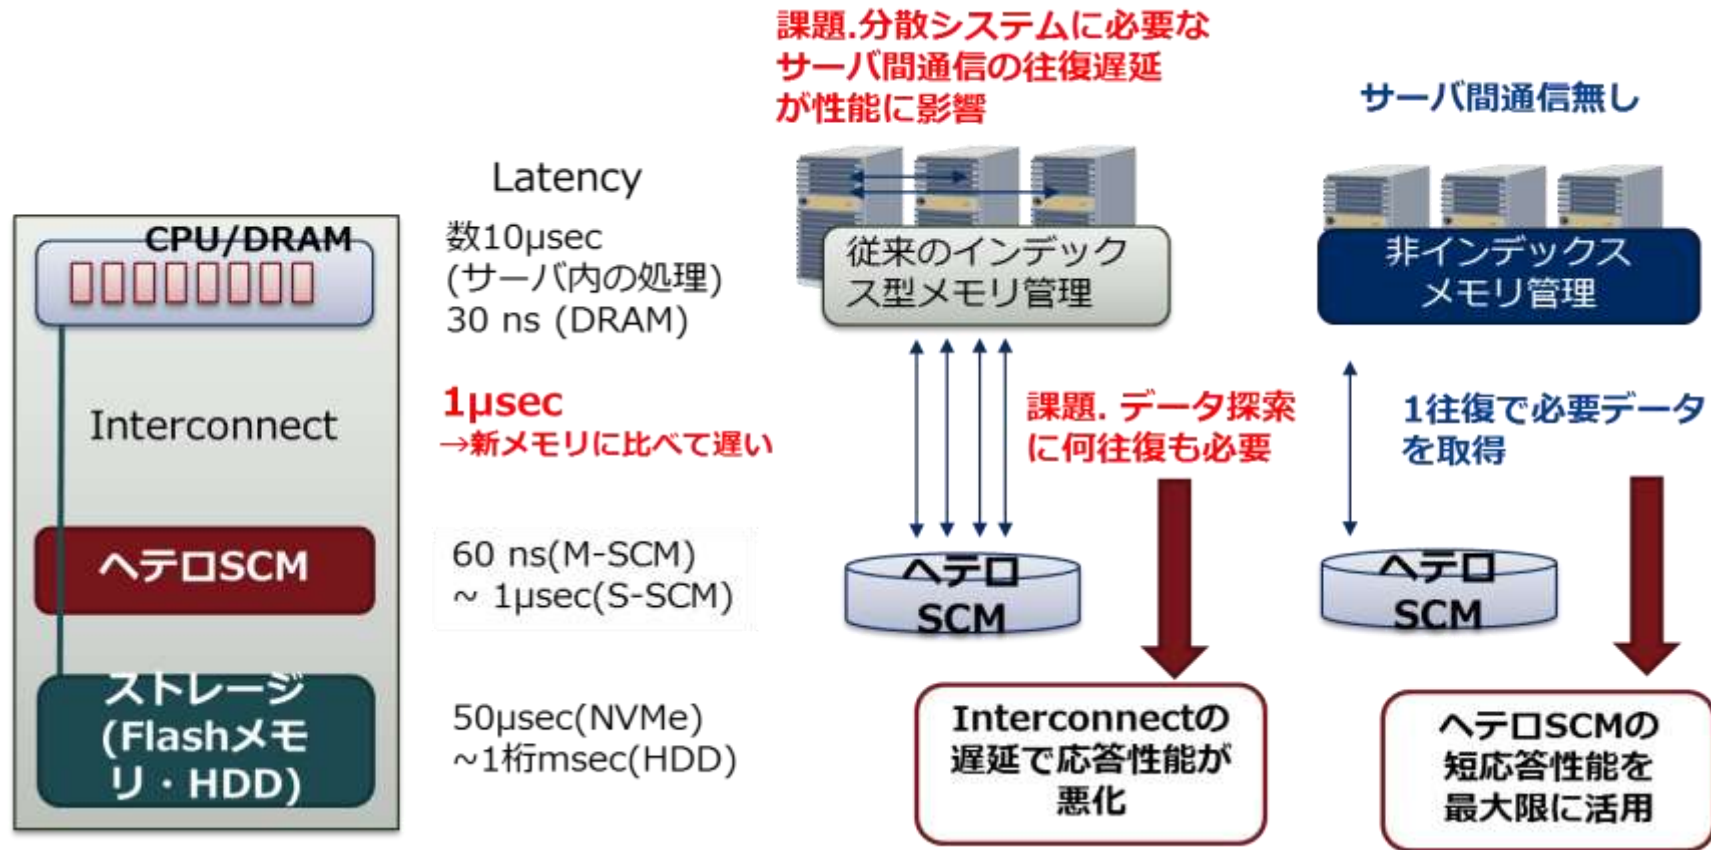 課題.分散システムに必要な
サーバ間通信の往復遅延
が性能に影響
サーバ間通信無し
Latency
CPU/DRAM
数10μsec
(サーバ内の処理)
30 ns (DRAM)
従来のインデック
ス型メモリ管理
非インデックス
メモリ管理
Interconnect
1μsec
→新メモリに比べて遅い
課題. データ探索
に何往復も必要
1往復で必要データ
を取得
ヘテロSCM
60 ns(M-SCM)
~ 1μsec(S-SCM)
ヘテロ
SCM
ヘテロ
SCM
ストレージ
(Flashメモ
リ・HDD)
50μsec(NVMe)
~1桁msec(HDD)
Interconnectの
遅延で応答性能が
悪化
ヘテロSCMの
短応答性能を
最大限に活用